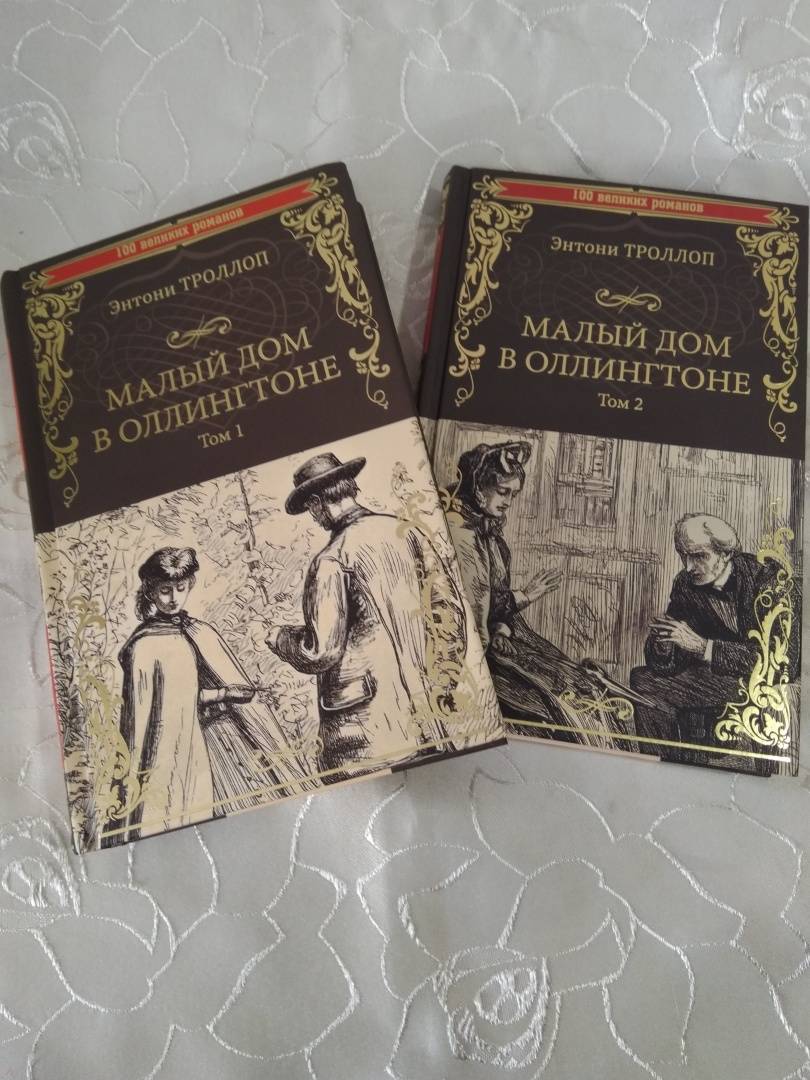 100 великих романов
Энтони ТРОЛЛОП
МАЛЫЙ ДОМ
В ОЛЛИНГТОНЕ
Том 1
100 великих романов
Энтони ТРОЛЛОП
МАЛЫЙ ДОМ
В ОЛЛИНГТОНЕ
Том 2